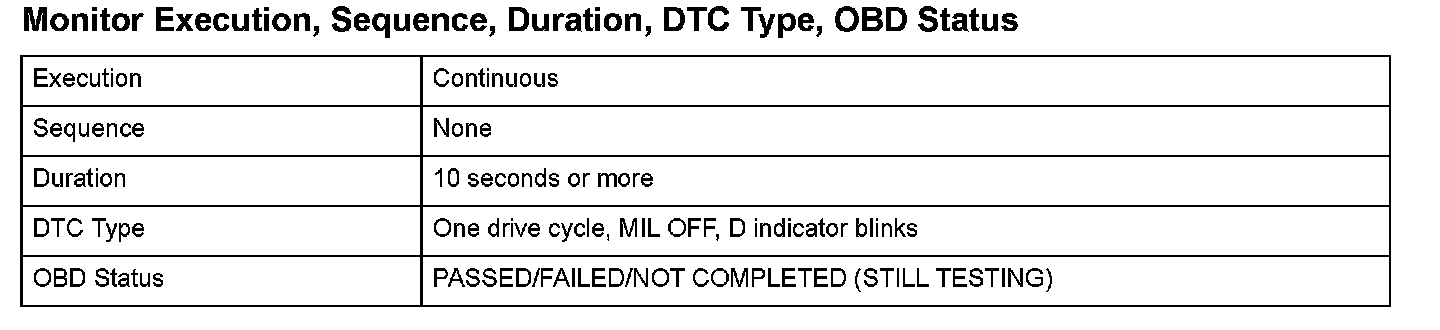 Monitor Execution, Sequence, Duration, DTC Type, OBD Status
Execution Continuous
Sequence None
Duration 10 seconds or more
DTC Type One drive cycle, MIL OFF, D indicator blinks
OBD Status PASSED/FAILED/NOT COMPLETED (STILL TESTING)